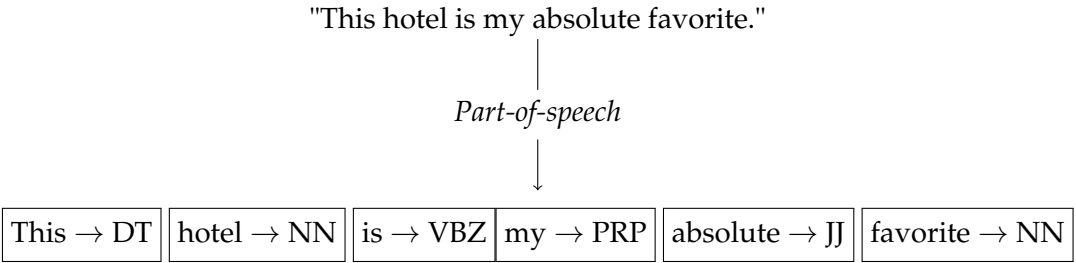 "This hotel is my absolute favorite."
Part-of-speech
This → DT hotel → NN is → VBZ my → PRP absolute → JJ favorite → NN